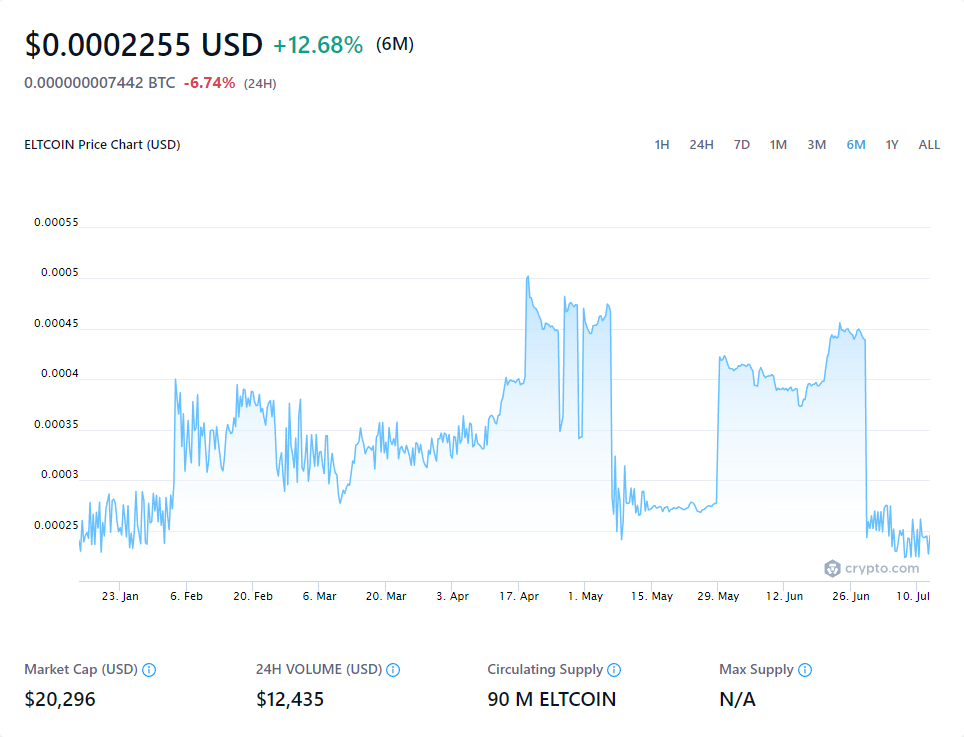 $0.0002255 USD +12.68% (6M)
0.000000007442 BTC -6.74% (24H)
ELTCOIN Price Chart (USD) 1H 24H 7D 1M 3M 6M 1Y ALL
0.00055
0.0005
0.00045
0.0004
0.00035
0.0003
0.00025
crypto.com
23. Jan 6. Feb 20. Feb 6. Mar 20. Mar 3. Apr 17. Apr 1. May 15. May 29. May 12. Jun 26. Jun 10. Jul
Market Cap (USD) 24H VOLUME (USD) Circulating Supply Max Supply
$20,296 $12,435 90 M ELTCOIN N/A